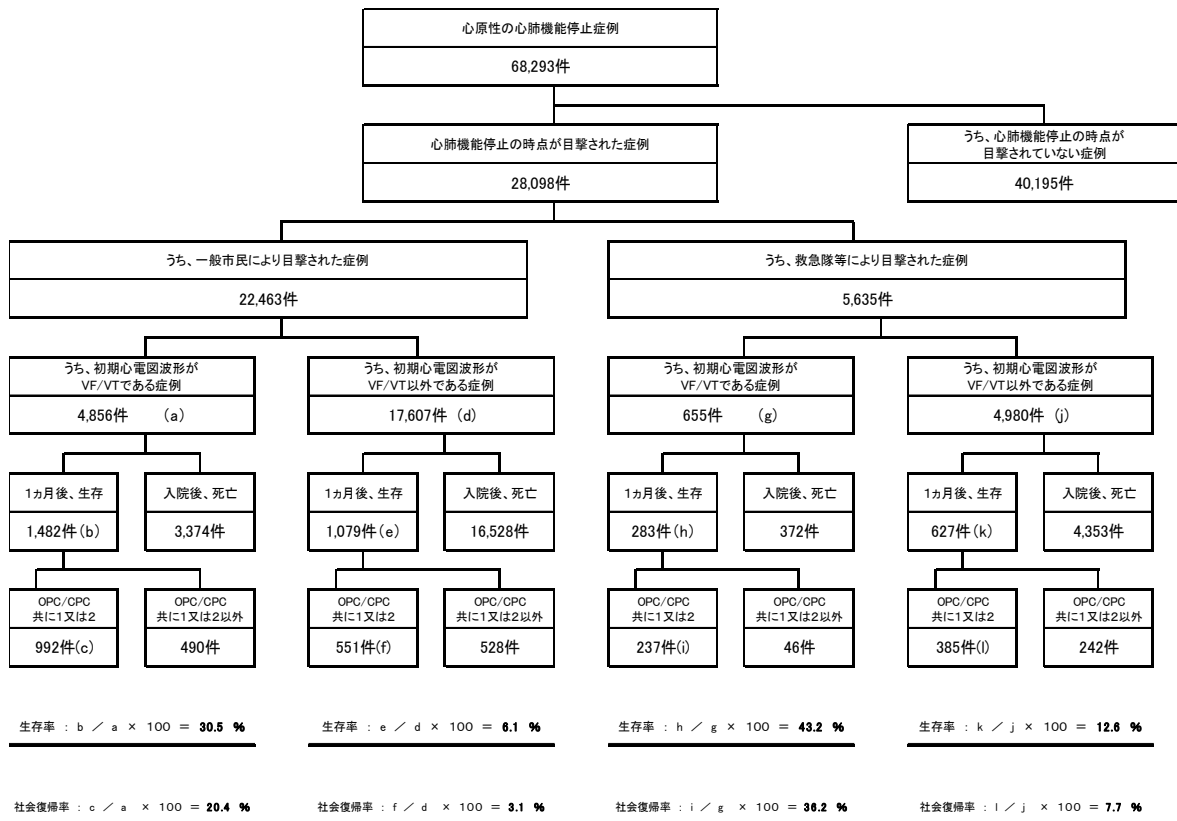 心原性の心肺機能停止症例
68,293件
心肺機能停止の時点が目撃された症例
28,098件
うち、心肺機能停止の時点が
目撃されていない症例
40,195件
うち、一般市民により目撃された症例
22,463件
うち、救急隊等により目撃された症例
5,635件
うち、初期心電図波形が
VF/VTである症例
4,856件 (a)
うち、初期心電図波形が
VF/VT以外である症例
17,607件 (d)
うち、初期心電図波形が
VF/VTである症例
655件 (g)
うち、初期心電図波形が
VF/VT以外である症例
4,980件 (j)
1ヵ月後、生存
1,482件(b)
入院後、死亡
3,374件
1ヵ月後、生存
1,079件(e)
入院後、死亡
16,528件
1ヵ月後、生存
283件(h)
入院後、死亡
372件
1ヵ月後、生存
627件(k)
入院後、死亡
4,353件
OPC/CPC
共に1又は2
992件(c)
OPC/CPC
共に1又は2以外
490件
OPC/CPC
共に1又は2
551件(f)
OPC/CPC
共に1又は2以外
528件
OPC/CPC
共に1又は2
237件(i)
OPC/CPC
共に1又は2以外
46件
OPC/CPC
共に1又は2
385件(l)
OPC/CPC
共に1又は2以外
242件
生存率 : b / a × 100 = 30.5 %
生存率 : e / d × 100 = 6.1 %
生存率 : h / g × 100 = 43.2 %
生存率 : k / j × 100 = 12.6 %
社会復帰率 : c / a × 100 = 20.4 %
社会復帰率 : f / d × 100 = 3.1 %
社会復帰率 : i / g × 100 = 36.2 %
社会復帰率 : l / j × 100 = 7.7 %